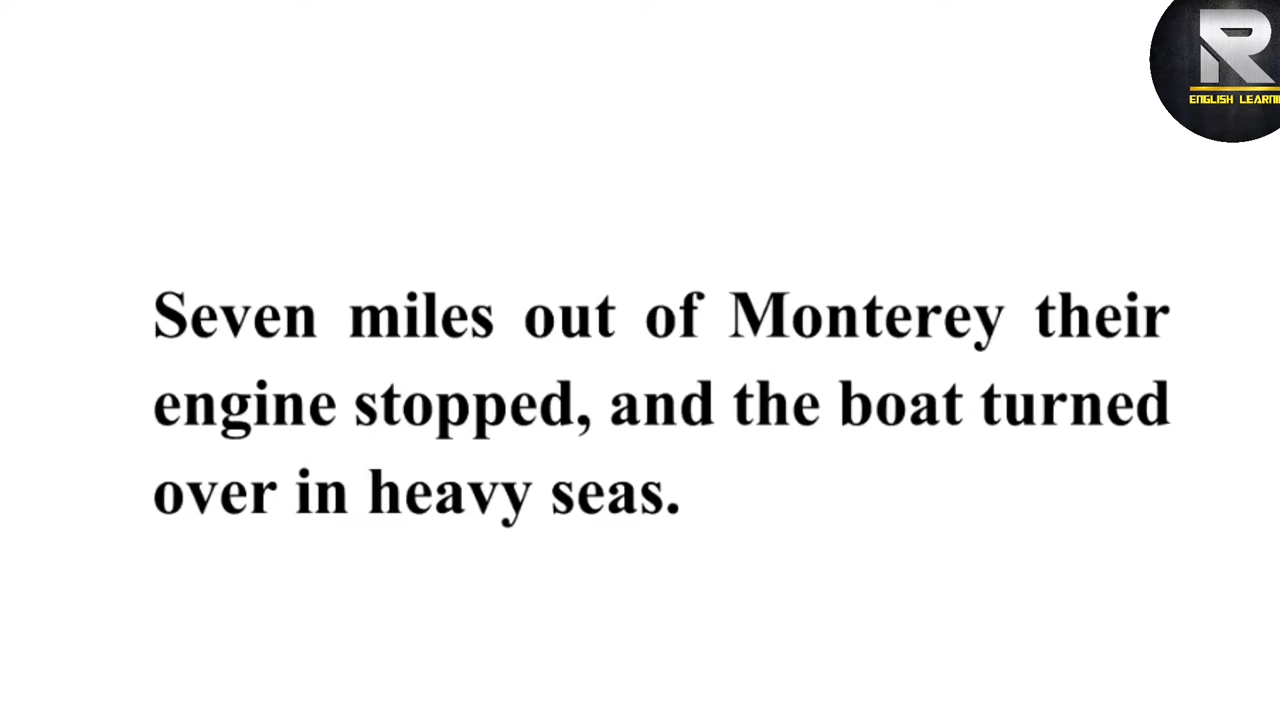 R
ENGLISH LEARNI
Seven miles out of Monterey their
engine stopped, and the boat turned
over in heavy seas.